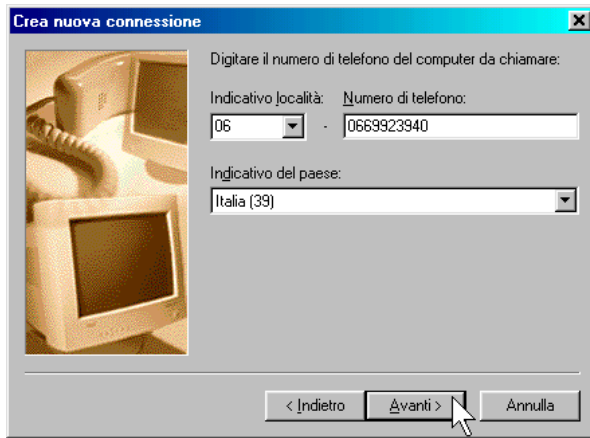 Crea nuova connessione
Digitare il numero di telefono del computer da chiamare:
Indicativo località: Numero di telefono:
06 - 0669923940
Indicativo del paese:
Italia (39)
< Indietro Avanti > Annulla